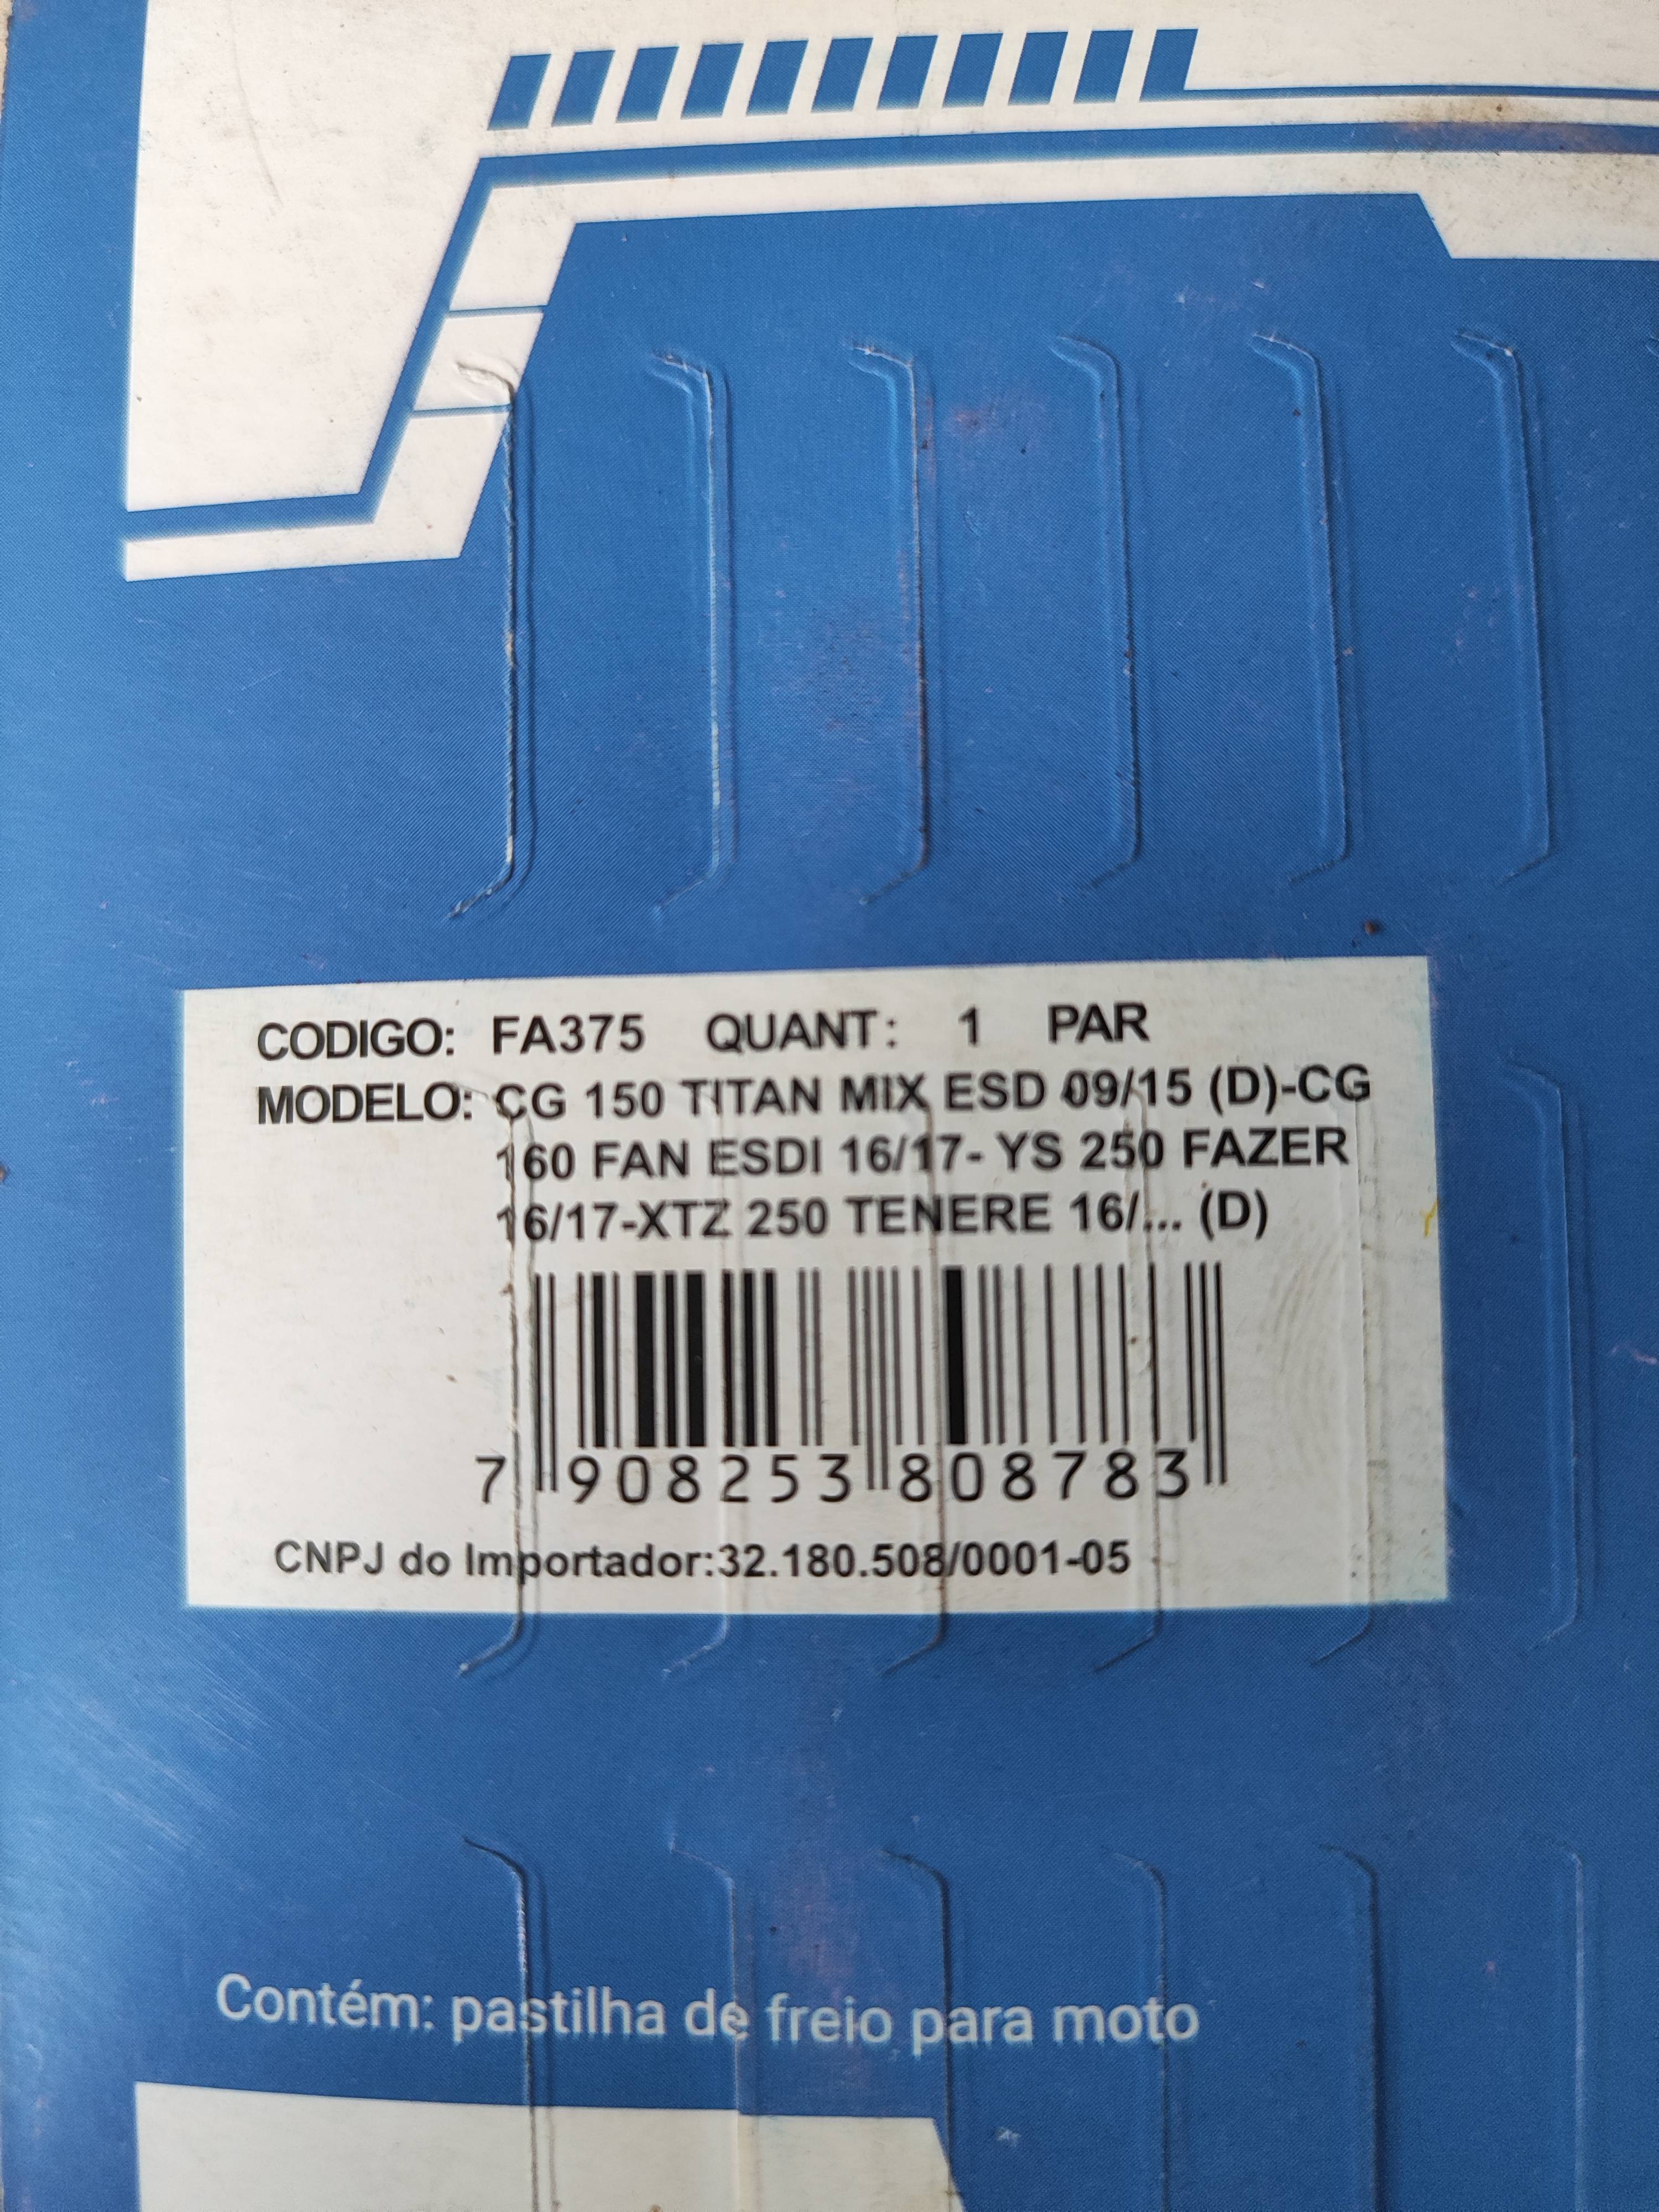 CODIGO: FA375 QUANT: 1 PAR
MODELO: CG 150 TITAN MIX ESD 09/15 (D)-CG
160 FAN ESDI 16/17- YS 250 FAZER
16/17-XTZ 250 TENERE 16/... (D)
7 908253 808783
CNPJ do Importador:32.180.508/0001-05
Contém: pastilha de freio para moto